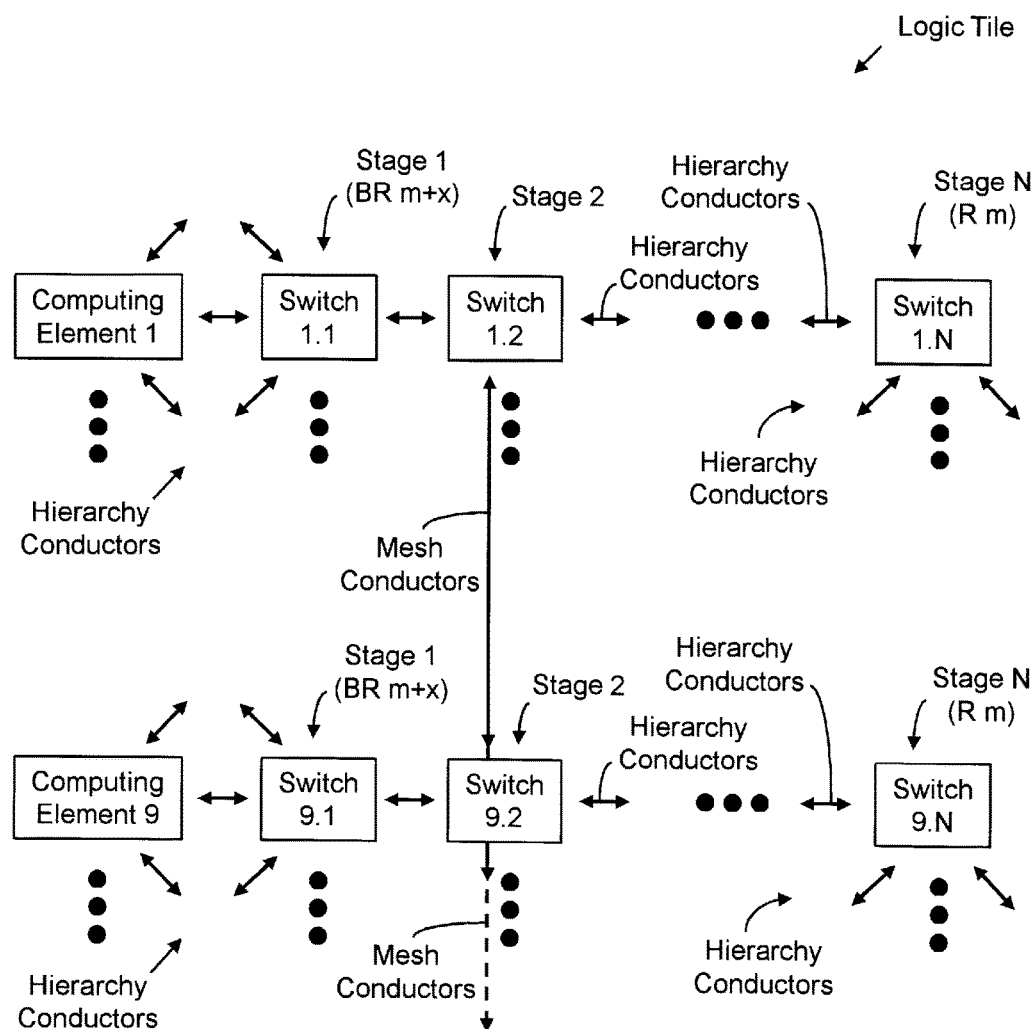 Logic Tile
Stage 1
(BR m+x)
Stage 2
Hierarchy
Conductors
Hierarchy
Conductors
Stage N
(R m)
Computing
Element 1
Switch
1.1
Switch
1.2
Switch
1.N
Hierarchy
Conductors
Hierarchy
Conductors
Mesh
Conductors
Stage 1
(BR m+x)
Stage 2
Hierarchy
Conductors
Hierarchy
Conductors
Stage N
(R m)
Computing
Element 9
Switch
9.1
Switch
9.2
Switch
9.N
Hierarchy
Conductors
Mesh
Conductors
Hierarchy
Conductors